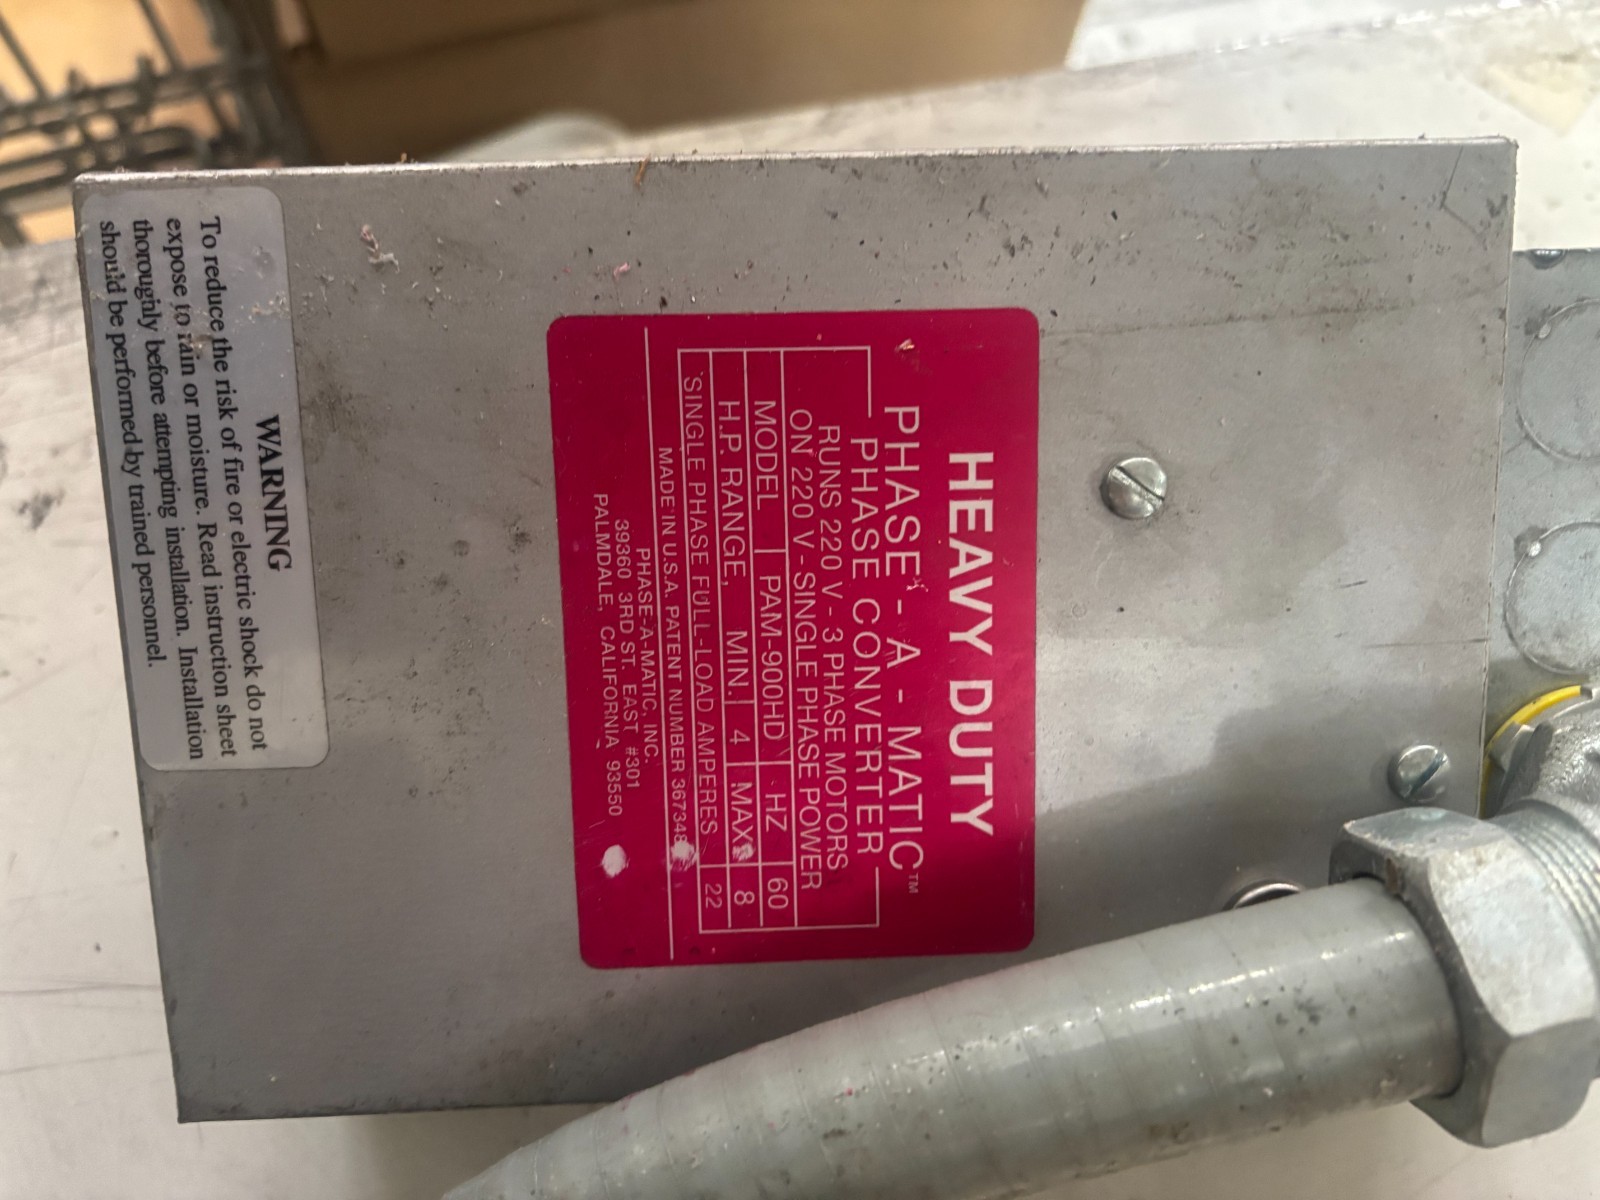 HEAVY DUTY
PHASE - A - MATIC™
PHASE CONVERTER
RUNS 220 V - 3 PHASE MOTORS
ON 220 V - SINGLE PHASE POWER
MODEL PAM-900HD HZ 60
H.P. RANGE, MIN. 4 MAX. 8
SINGLE PHASE FULL-LOAD AMPERES 22
MADE IN U.S.A. PATENT NUMBER
PHASE-A-MATIC, INC.
39360 3RD ST. EAST #301
PALMDALE, CALIFORNIA 93550
WARNING
To reduce the risk of fire or electric shock do not
expose to rain or moisture. Read instruction sheet
thoroughly before attempting installation. Installation
should be performed by trained personnel.